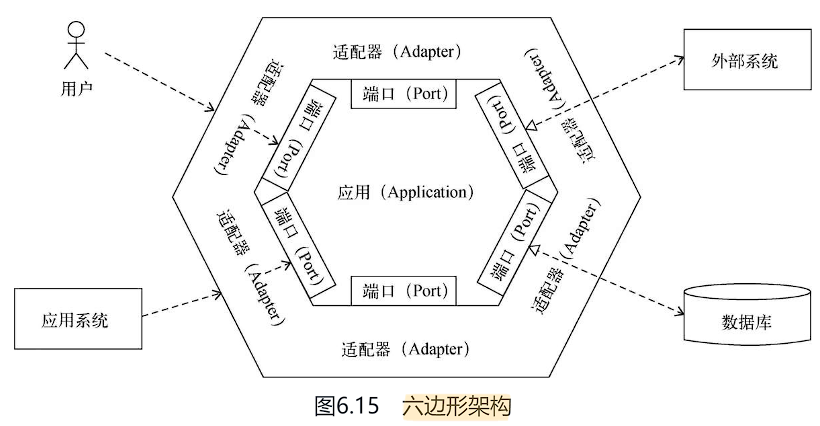 用户
适配器（Adapter）
外部系统
适配器（Adapter）
端口（Port）
适配器（Adapter）
端口（Port）
端口（Port）
应用（Application）
端口（Port）
端口（Port）
适配器（Adapter）
适配器（Adapter）
端口（Port）
应用系统
数据库
适配器（Adapter）
图6.15 六边形架构